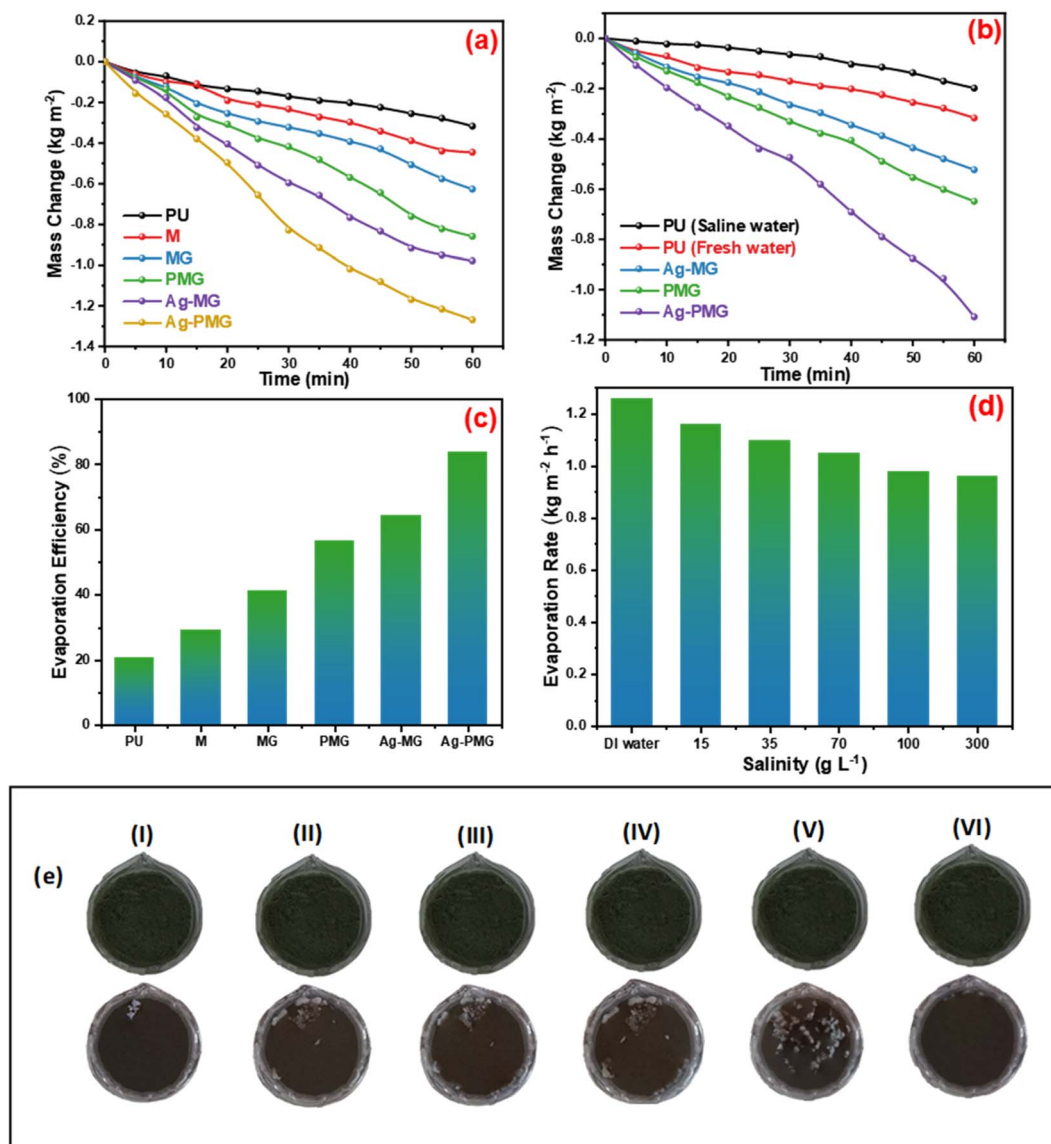 (a)
Mass Change (kg m⁻²)
0.2
0.0
-0.2
-0.4
-0.6
-0.8
-1.0
-1.2
-1.4
PU
M
MG
PMG
Ag-MG
Ag-PMG
0 10 20 30 40 50 60
Time (min)
(b)
Mass Change (kg m⁻²)
0.0
-0.2
-0.4
-0.6
-0.8
-1.0
-1.2
PU (Saline water)
PU (Fresh water)
Ag-MG
PMG
Ag-PMG
0 10 20 30 40 50 60
Time (min)
(c)
Evaporation Efficiency (%)
100
80
60
40
20
0
PU M MG PMG Ag-MG Ag-PMG
(d)
Evaporation Rate (kg m⁻² h⁻¹)
1.2
1.0
0.8
0.6
0.4
0.2
0.0
DI water 15 35 70 100 300
Salinity (g L⁻¹)
(I) (II) (III) (IV) (V) (VI)
(e)